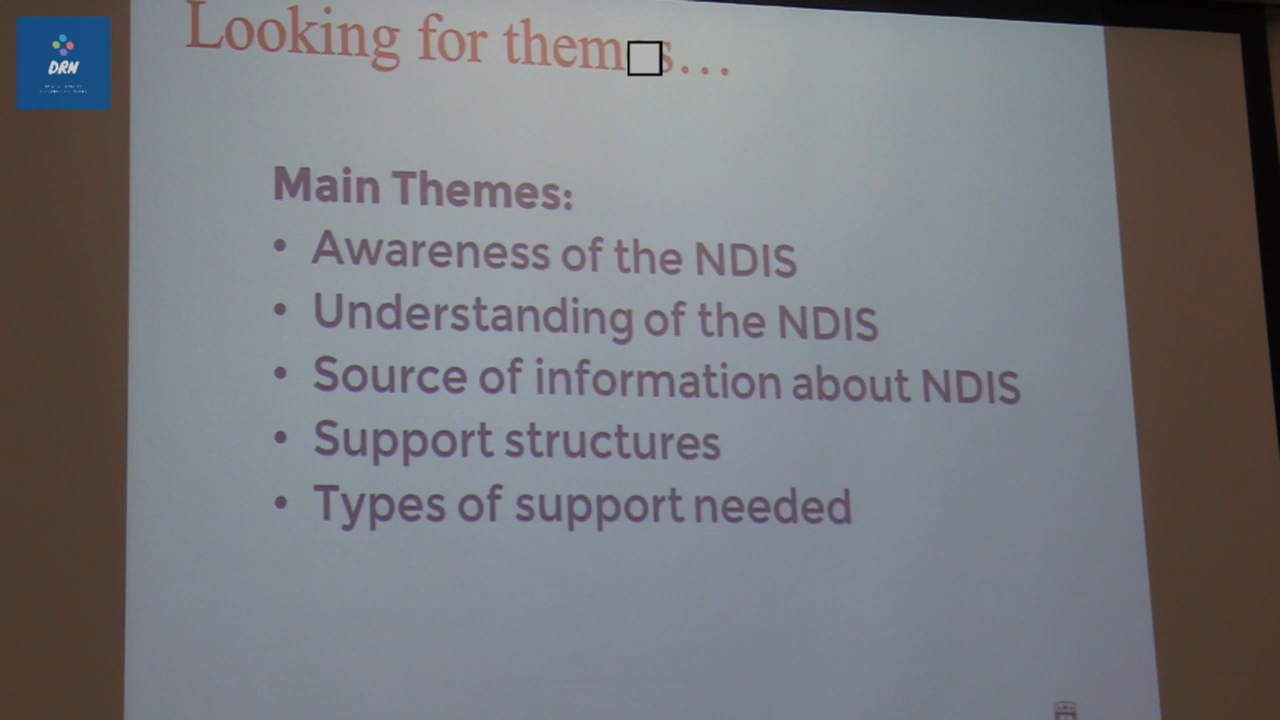 DRN
Looking for them□s...
Main Themes:
• Awareness of the NDIS
• Understanding of the NDIS
• Source of information about NDIS
• Support structures
• Types of support needed